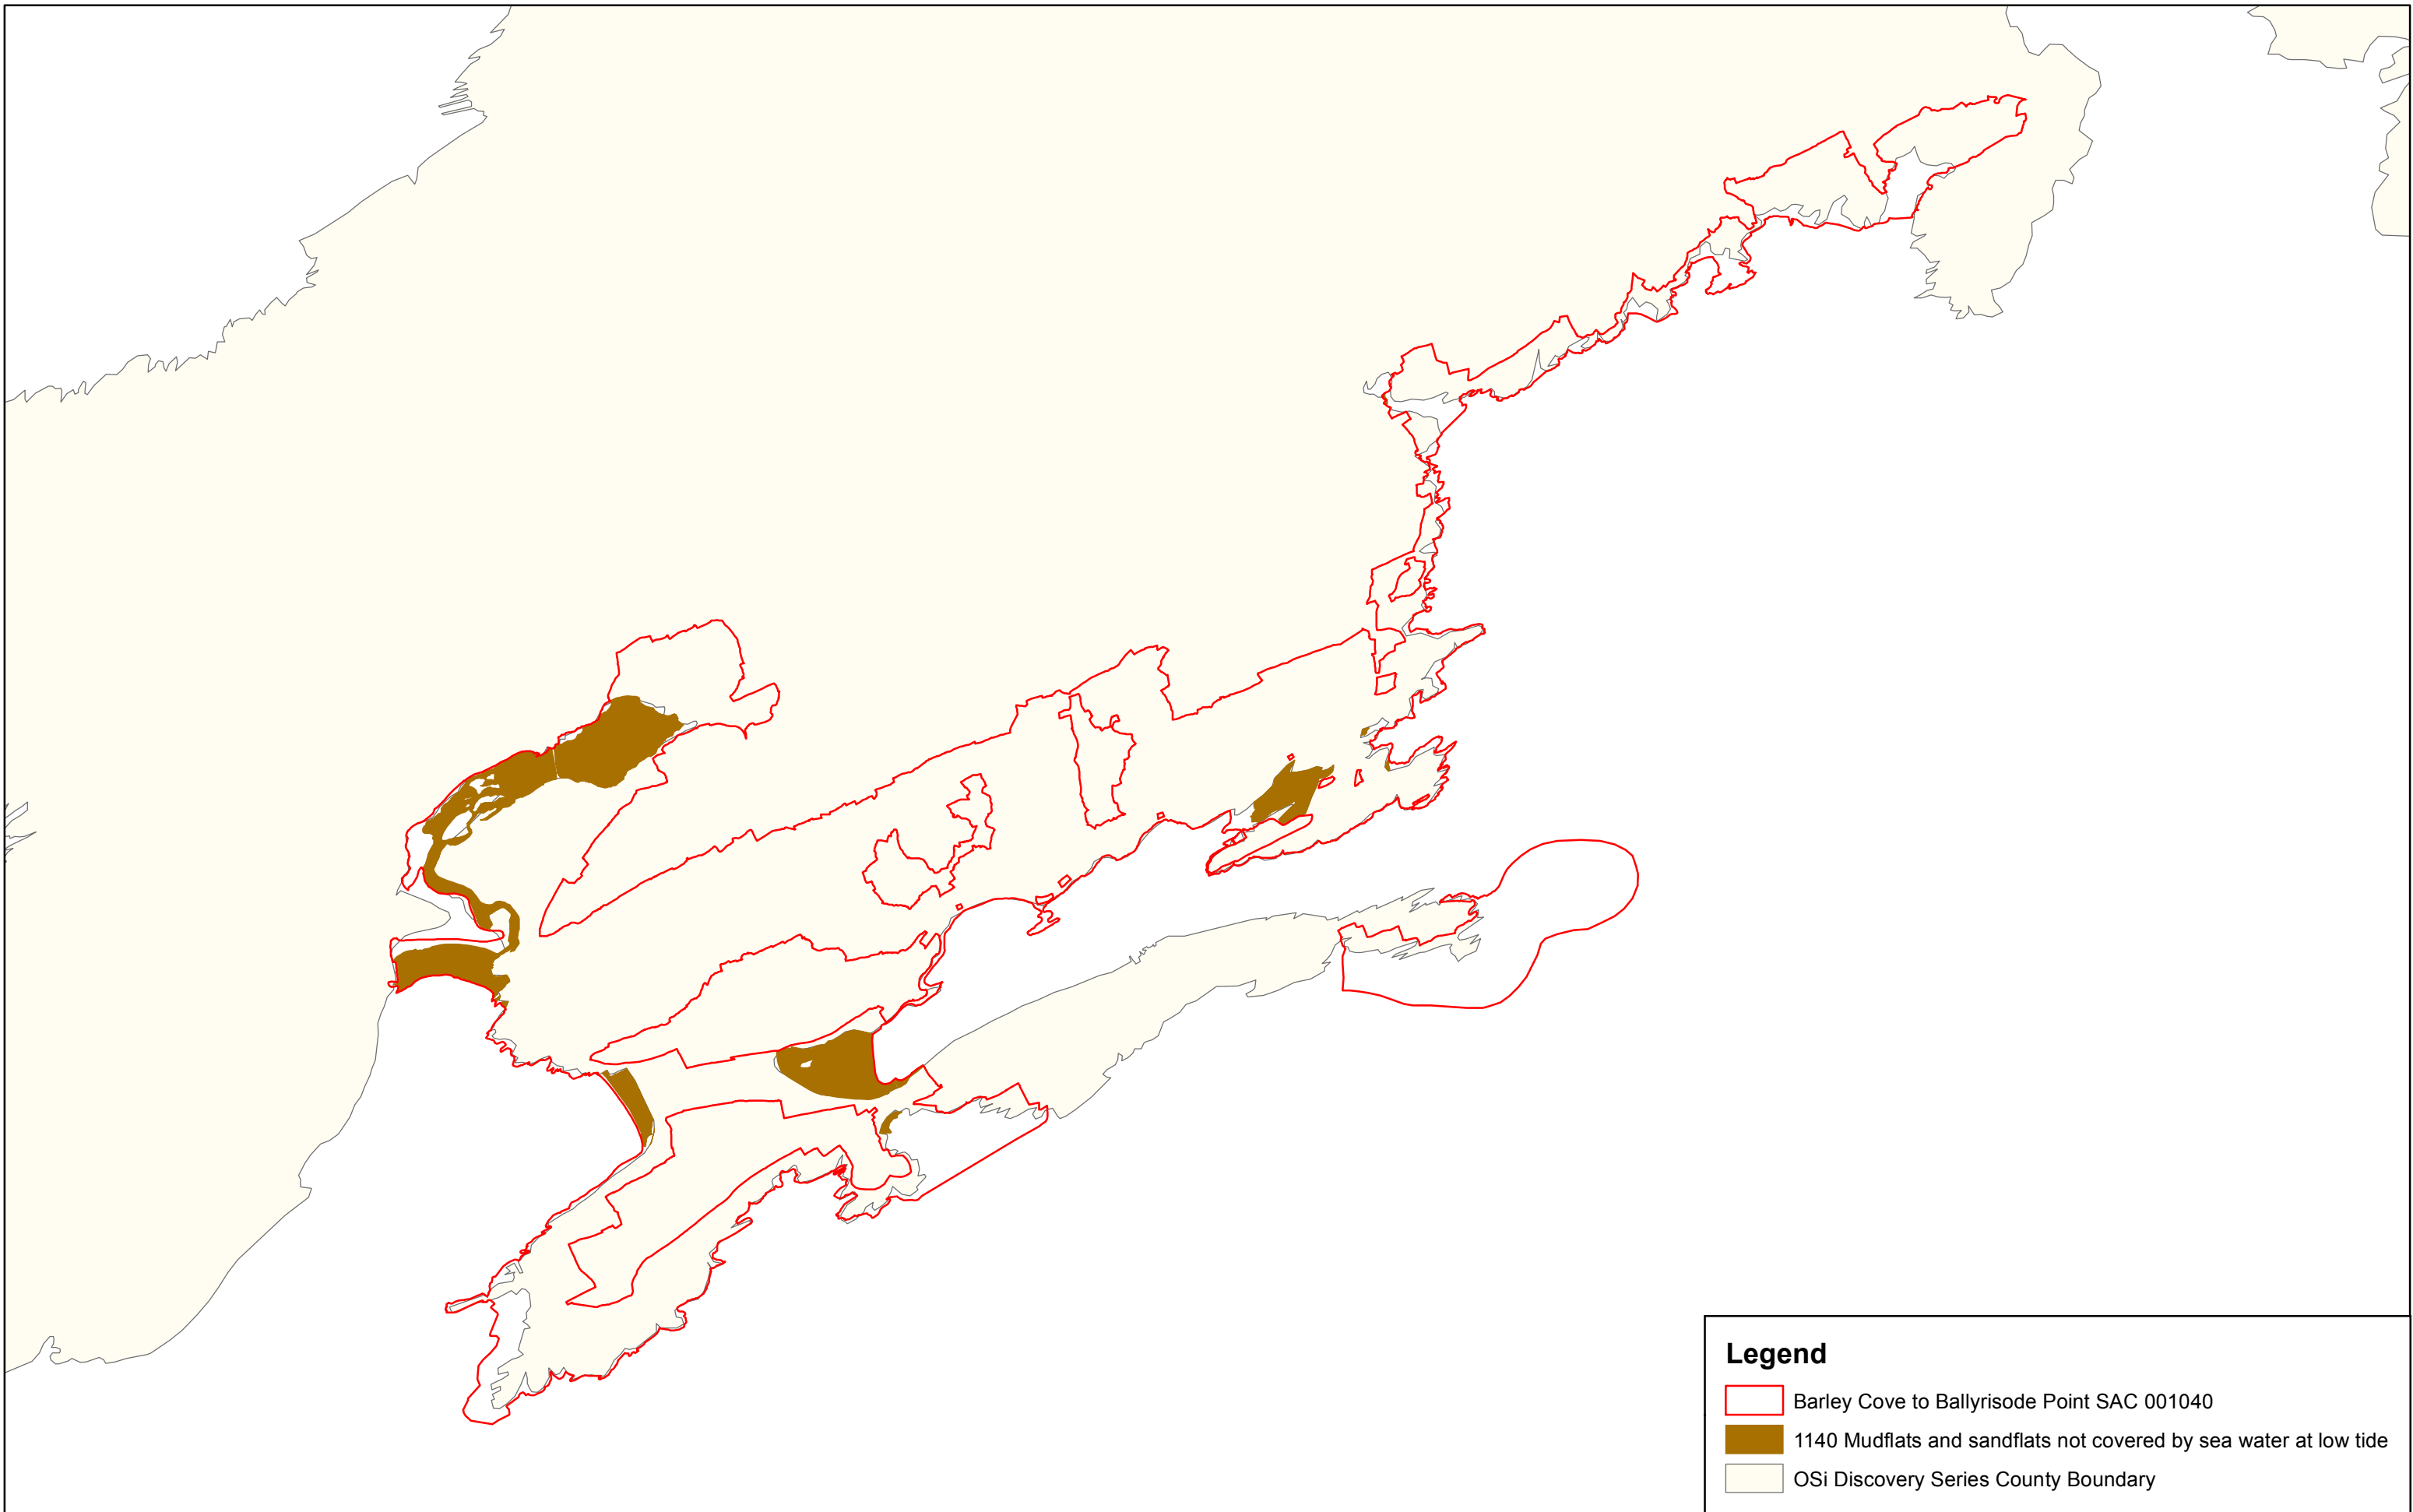 Legend
Barley Cove to Ballyrisode Point SAC 001040
1140 Mudflats and sandflats not covered by sea water at low tide
OSi Discovery Series County Boundary